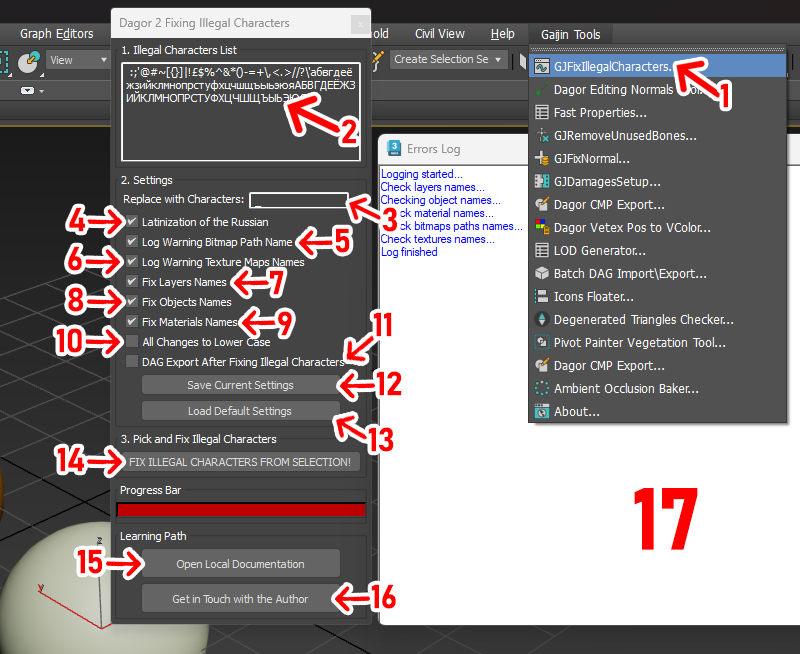 Graph Editors
old
Civil View
Help
Gaijin Tools
View
Create Selection Se
Dagor 2 Fixing Illegal Characters
x
1. Illegal Characters List
:;'@#~[{}]|!£$%^&*()-=+\,<.>//?\'абвгдеё
жзийклмнопрстуфхцчшщъыьэюяАБВГДЕЁЖЗ
ИЙКЛМНОПРСТУФХЦЧШЩЪЫЬЭЮЯ
2
2. Settings
Replace with Characters:
_
3
4
Latinization of the Russian
Log Warning Bitmap Path Name
5
6
Log Warning Texture Maps Names
Fix Layers Names
7
8
Fix Objects Names
Fix Materials Names
9
10
All Changes to Lower Case
11
DAG Export After Fixing Illegal Characters
Save Current Settings
12
Load Default Settings
13
3. Pick and Fix Illegal Characters
14
FIX ILLEGAL CHARACTERS FROM SELECTION!
Progress Bar
Learning Path
15
Open Local Documentation
Get in Touch with the Author
16
3
Errors Log
Logging started...
Check layers names...
Checking object names...
ck material names...
ck bitmaps paths names...
Check textures names...
Log finished
GJFixIllegalCharacters.
1
Dagor Editing Normals
Fast Properties...
GJRemoveUnusedBones...
GJFixNormal...
GJDamagesSetup...
Dagor CMP Export...
Dagor Vetex Pos to VColor...
LOD Generator...
Batch DAG Import\Export...
Icons Floater...
Degenerated Triangles Checker...
Pivot Painter Vegetation Tool...
Dagor CMP Export...
Ambient Occlusion Baker...
About...
17
y